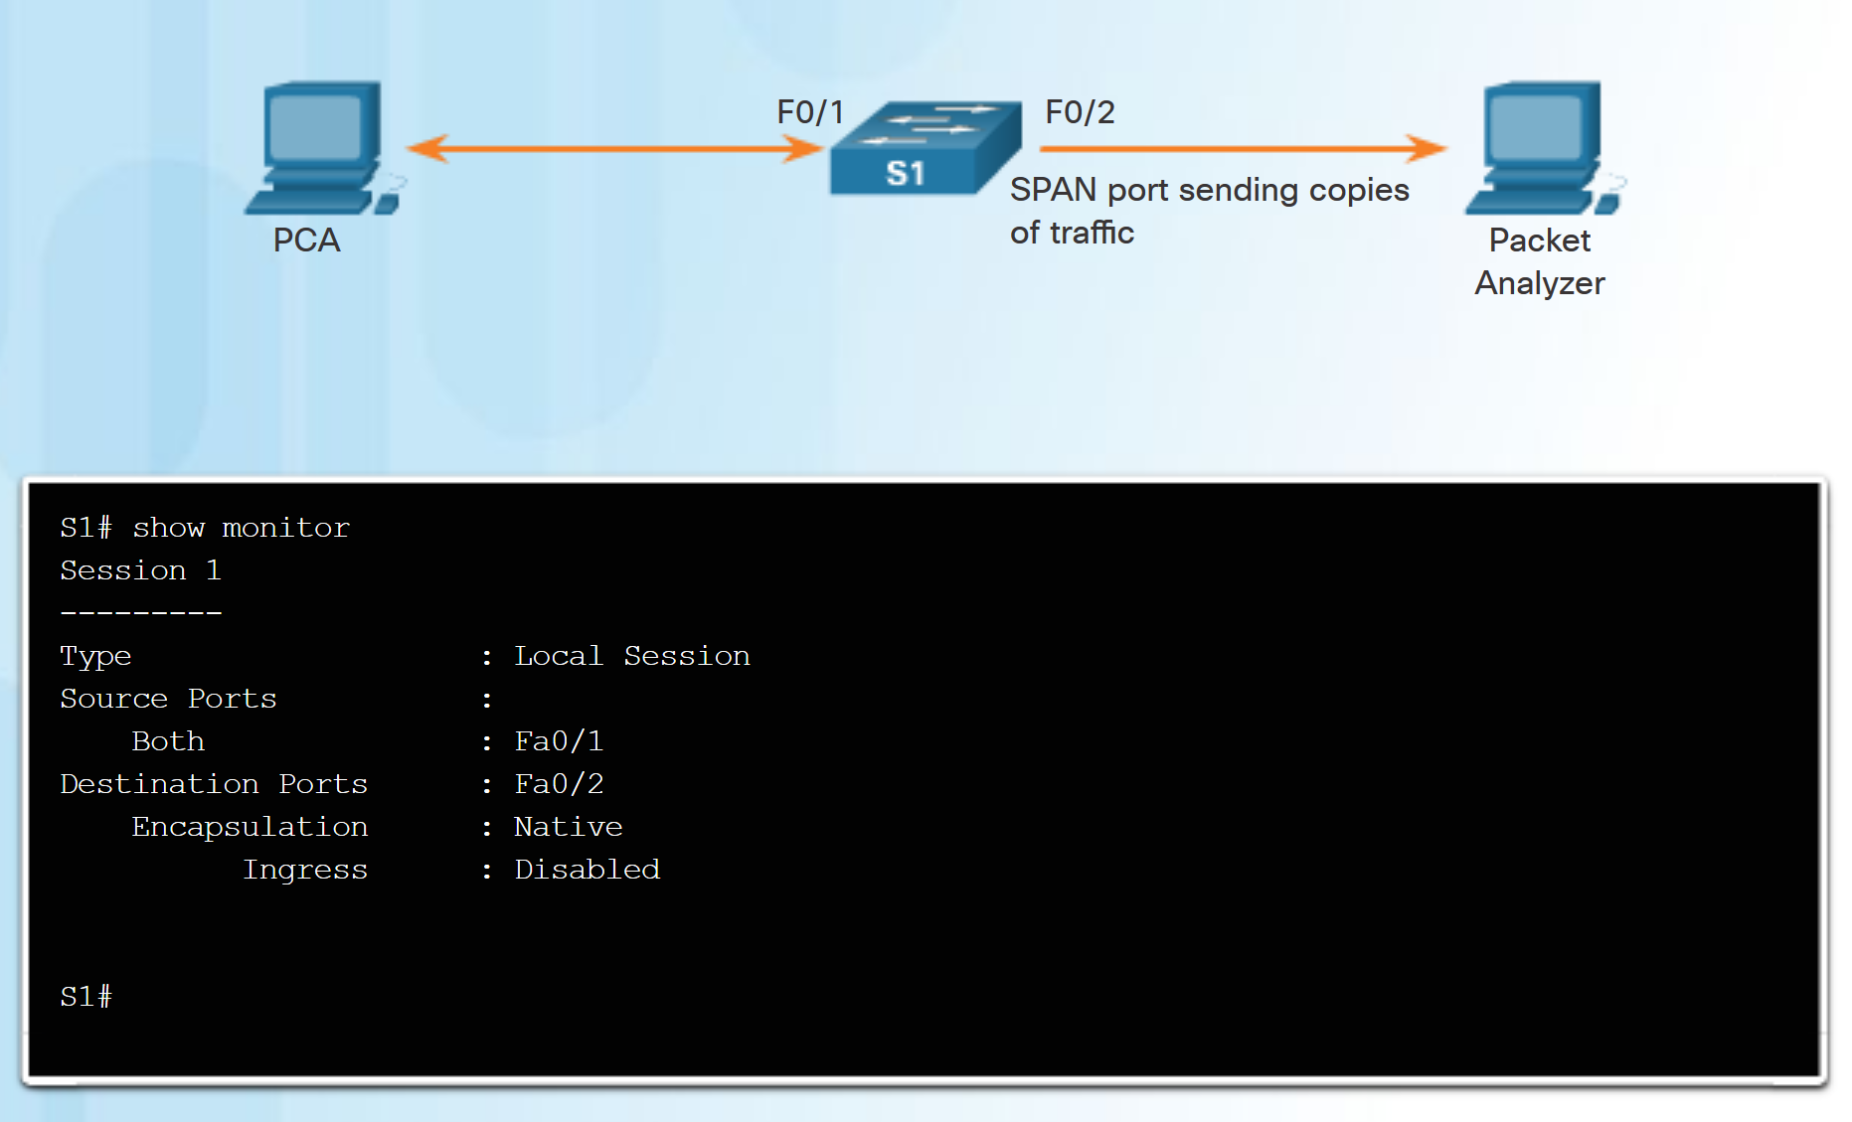 F0/1
F0/2
S1
SPAN port sending copies
of traffic
PCA
Packet
Analyzer
S1# show monitor
Session 1
---------
Type : Local Session
Source Ports :
Both : Fa0/1
Destination Ports : Fa0/2
Encapsulation : Native
Ingress : Disabled
S1#